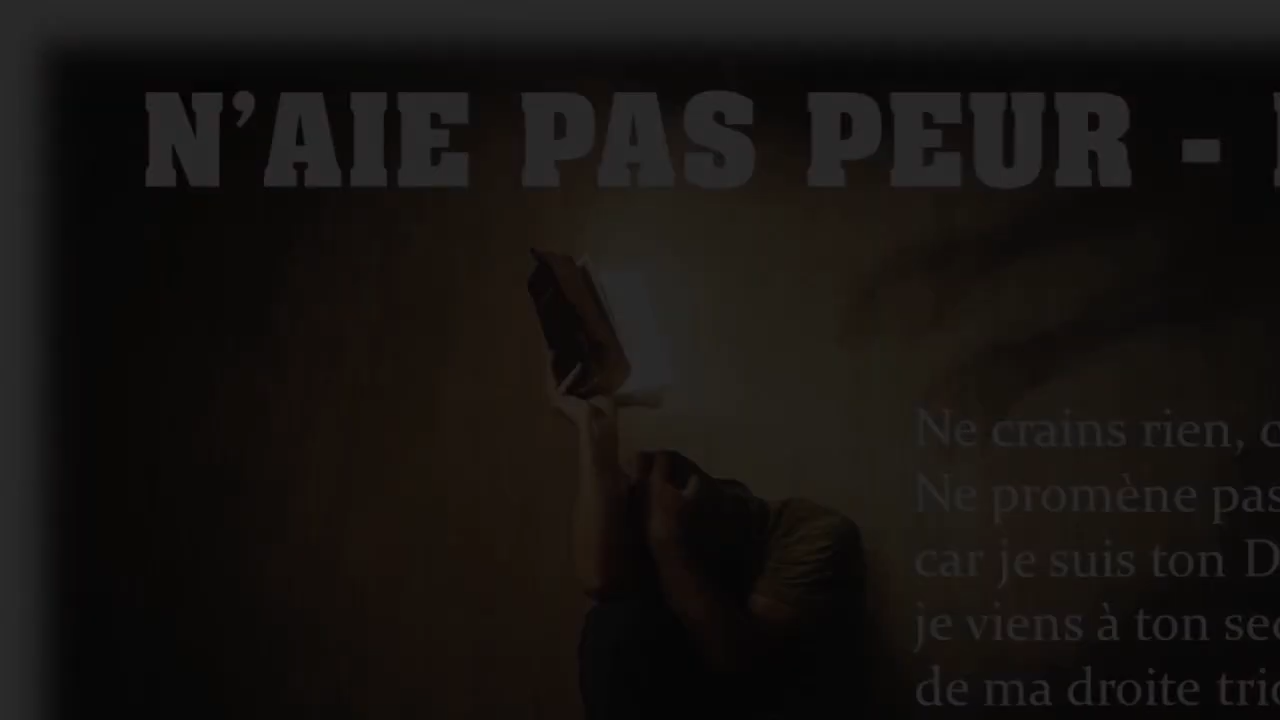 N’AIE PAS PEUR -
Ne crains rien,
Ne promène pas
car je suis ton
je viens à ton
de ma droite